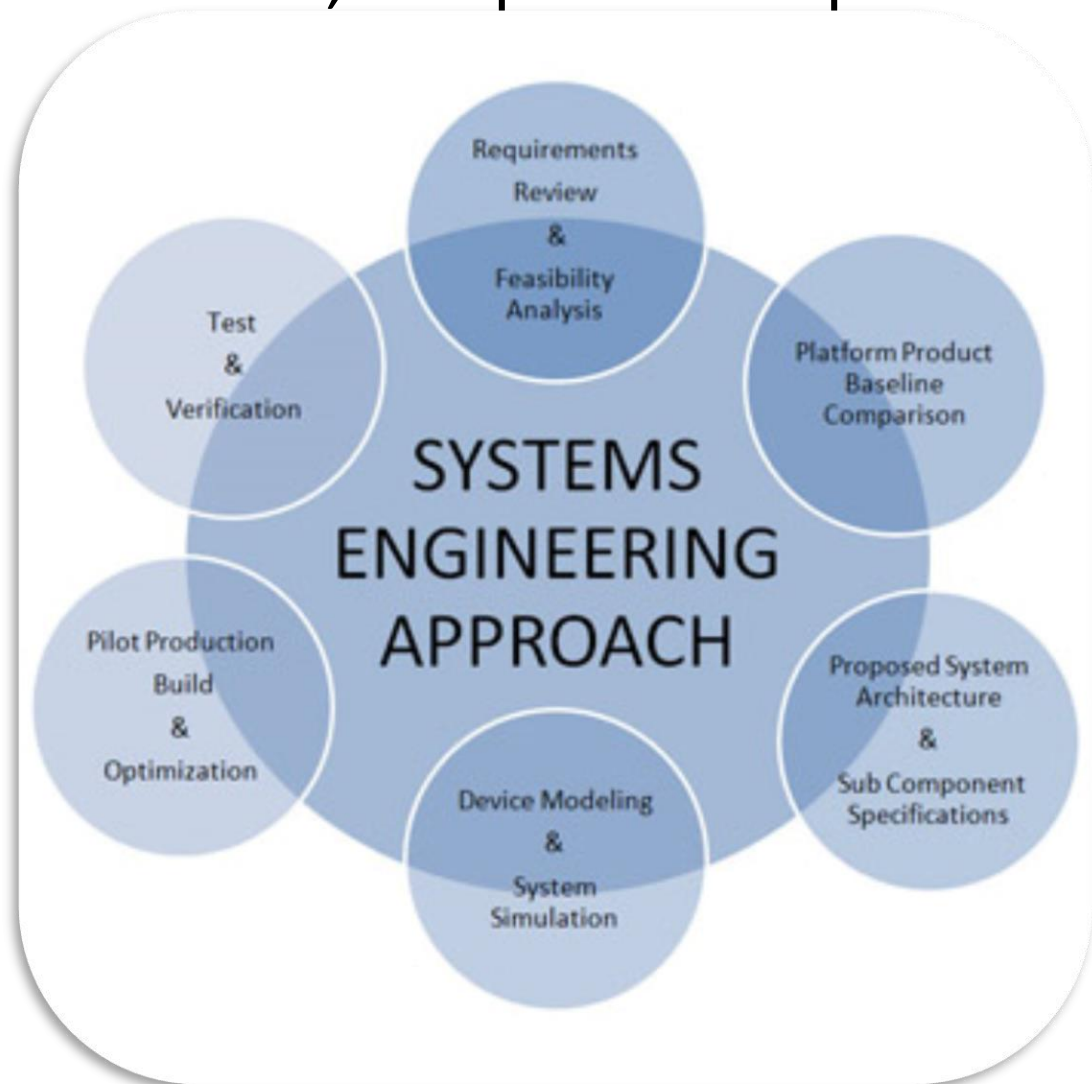 Requirements
Review
&
Feasibility
Analysis
Platform Product
Baseline
Comparison
Proposed System
Architecture
&
Sub Component
Specifications
Device Modeling
&
System
Simulation
Pilot Production
Build
&
Optimization
Test
&
Verification
SYSTEMS
ENGINEERING
APPROACH